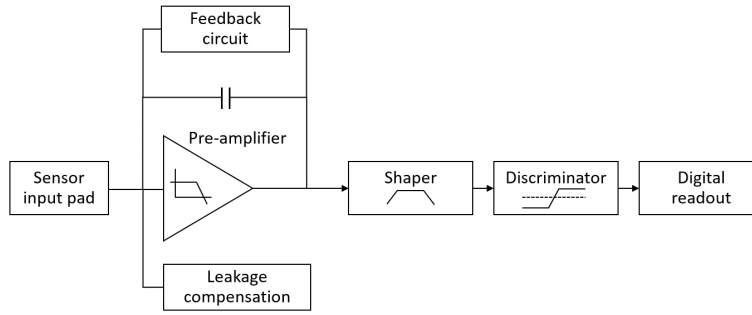 Feedback
circuit
Pre-amplifier
Sensor
input pad
Shaper
Discriminator
Digital
readout
Leakage
compensation